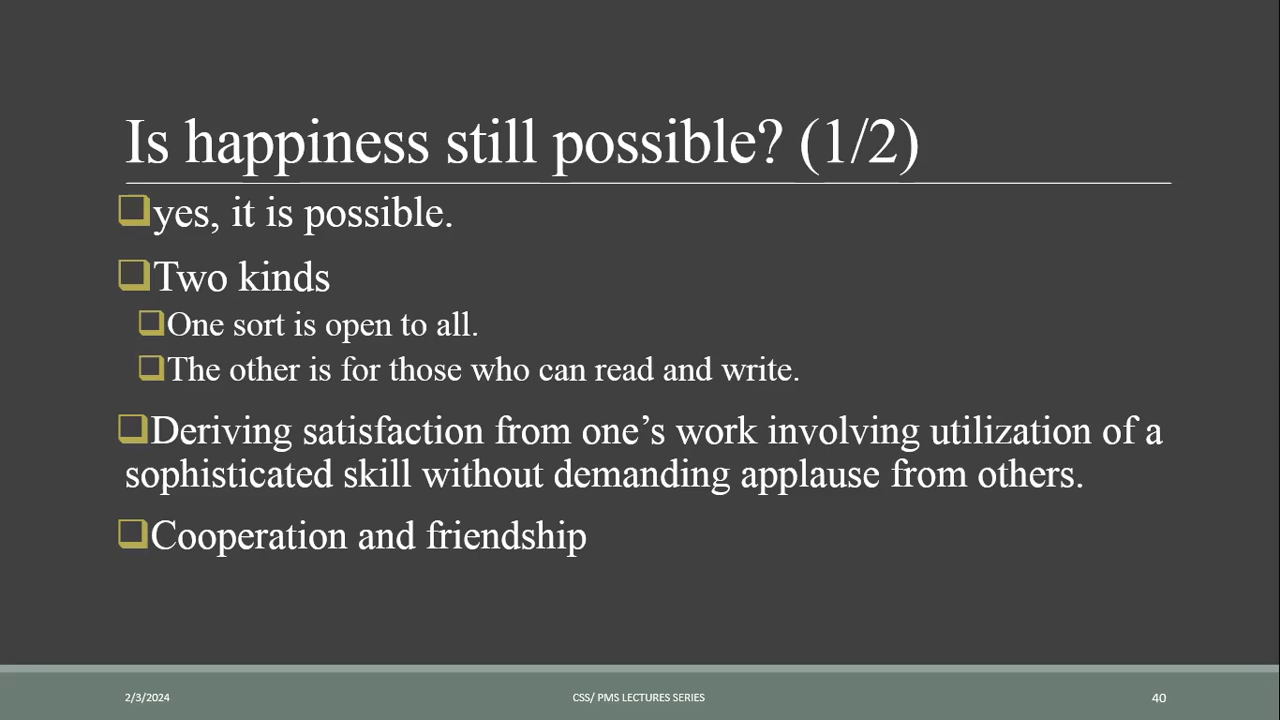 Is happiness still possible? (1/2)
❑yes, it is possible.
❑Two kinds
❑One sort is open to all.
❑The other is for those who can read and write.
❑Deriving satisfaction from one’s work involving utilization of a
sophisticated skill without demanding applause from others.
❑Cooperation and friendship
2/3/2024
CSS/ PMS LECTURES SERIES
40